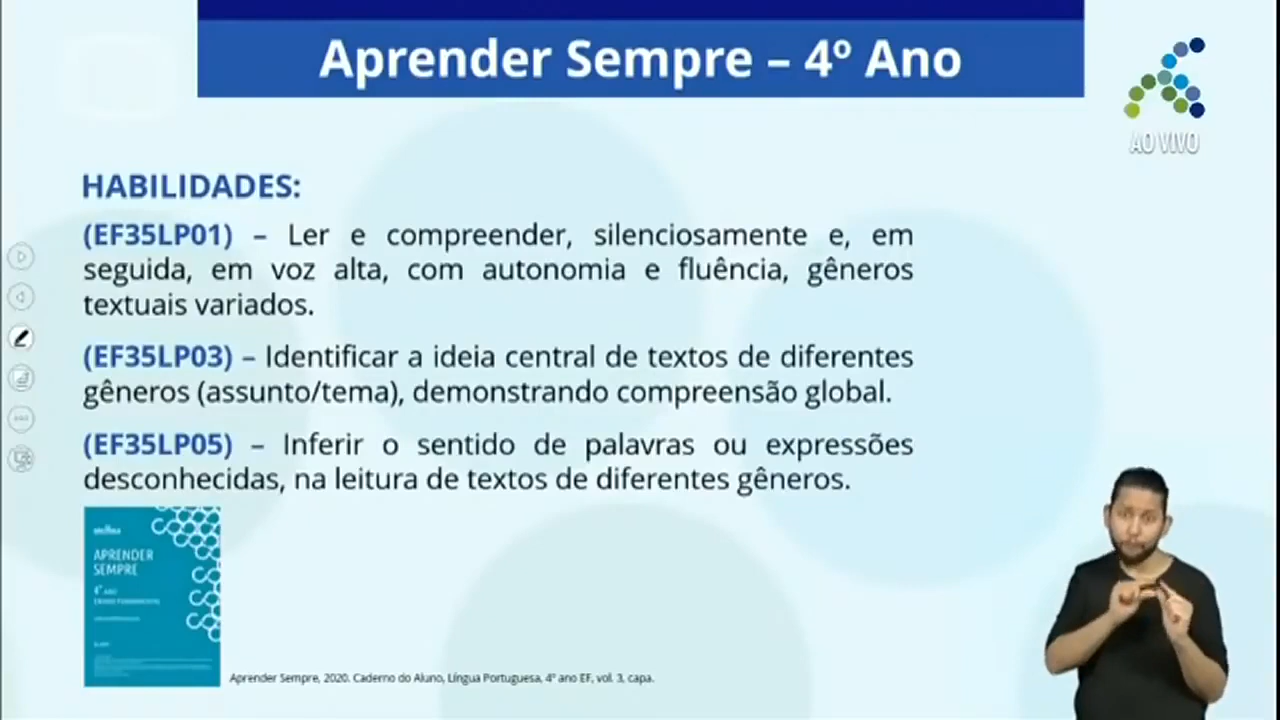 Aprender Sempre – 4º Ano
AO VIVO
HABILIDADES:
(EF35LP01) – Ler e compreender, silenciosamente e, em
seguida, em voz alta, com autonomia e fluência, gêneros
textuais variados.
(EF35LP03) – Identificar a ideia central de textos de diferentes
gêneros (assunto/tema), demonstrando compreensão global.
(EF35LP05) – Inferir o sentido de palavras ou expressões
desconhecidas, na leitura de textos de diferentes gêneros.
APRENDER
SEMPRE
4º ANO
Aprender Sempre, 2020. Caderno do Aluno, Língua Portuguesa, 4º ano EF, vol. 3, capa.